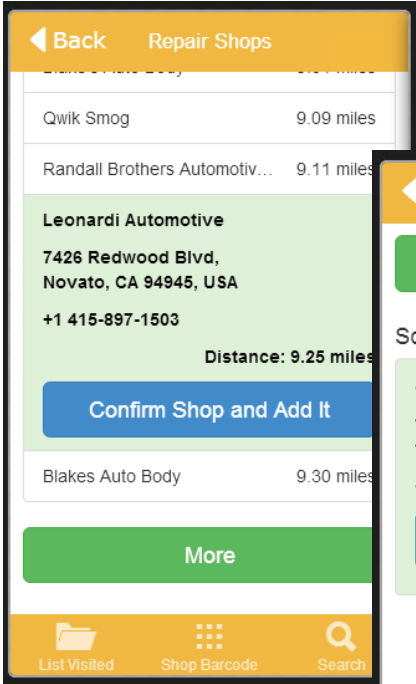 Back Repair Shops
Qwik Smog 9.09 miles
Randall Brothers Automotiv... 9.11 miles
Leonardi Automotive
7426 Redwood Blvd,
Novato, CA 94945, USA
+1 415-897-1503
Distance: 9.25 miles
Confirm Shop and Add It
Blakes Auto Body 9.30 miles
More
List Visited Shop Barcode Search